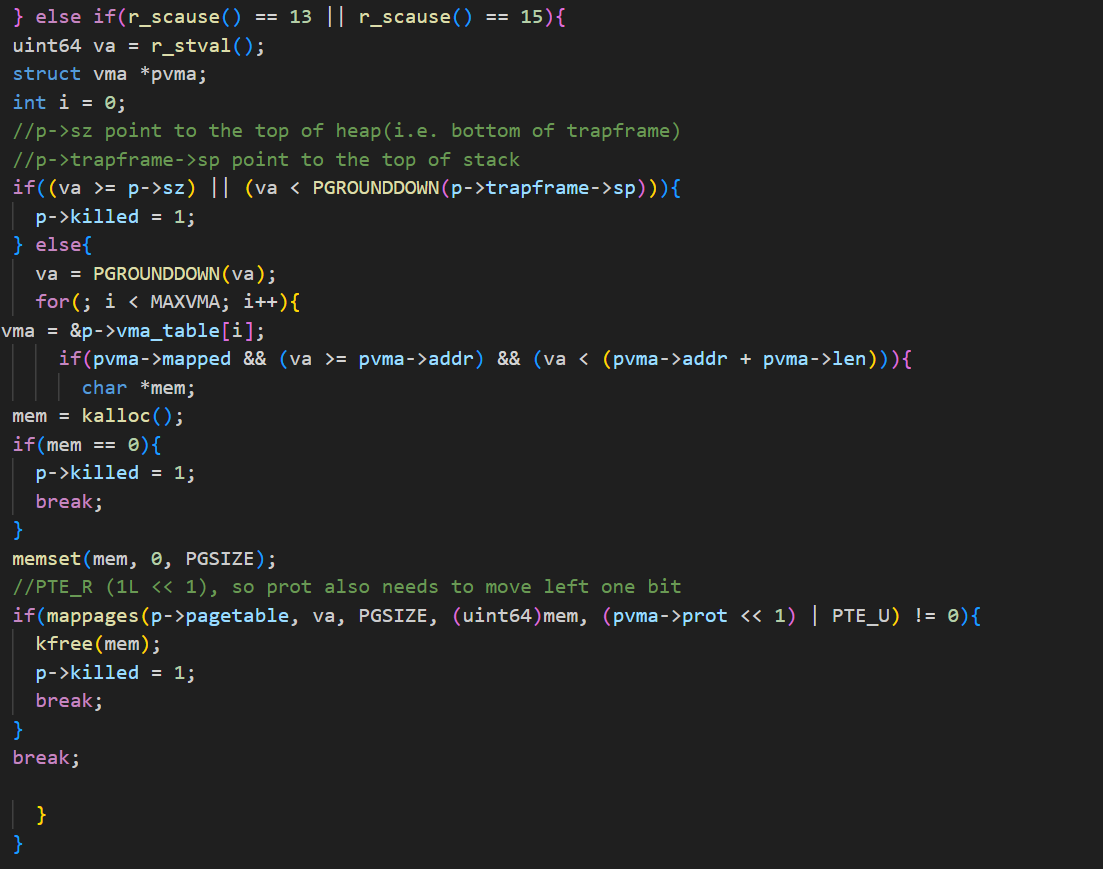 } else if(r_scause() == 13 || r_scause() == 15){
uint64 va = r_stval();
struct vma *pvma;
int i = 0;
//p->sz point to the top of heap(i.e. bottom of trapframe)
//p->trapframe->sp point to the top of stack
if((va >= p->sz) || (va < PGROUNDDOWN(p->trapframe->sp))){
  p->killed = 1;
} else{
  va = PGROUNDDOWN(va);
  for(; i < MAXVMA; i++){
vma = &p->vma_table[i];
    if(pvma->mapped && (va >= pvma->addr) && (va < (pvma->addr + pvma->len))){
      char *mem;
mem = kalloc();
if(mem == 0){
  p->killed = 1;
  break;
}
memset(mem, 0, PGSIZE);
//PTE_R (1L << 1), so prot also needs to move left one bit
if(mappages(p->pagetable, va, PGSIZE, (uint64)mem, (pvma->prot << 1) | PTE_U) != 0){
  kfree(mem);
  p->killed = 1;
  break;
}
break;
  }
}